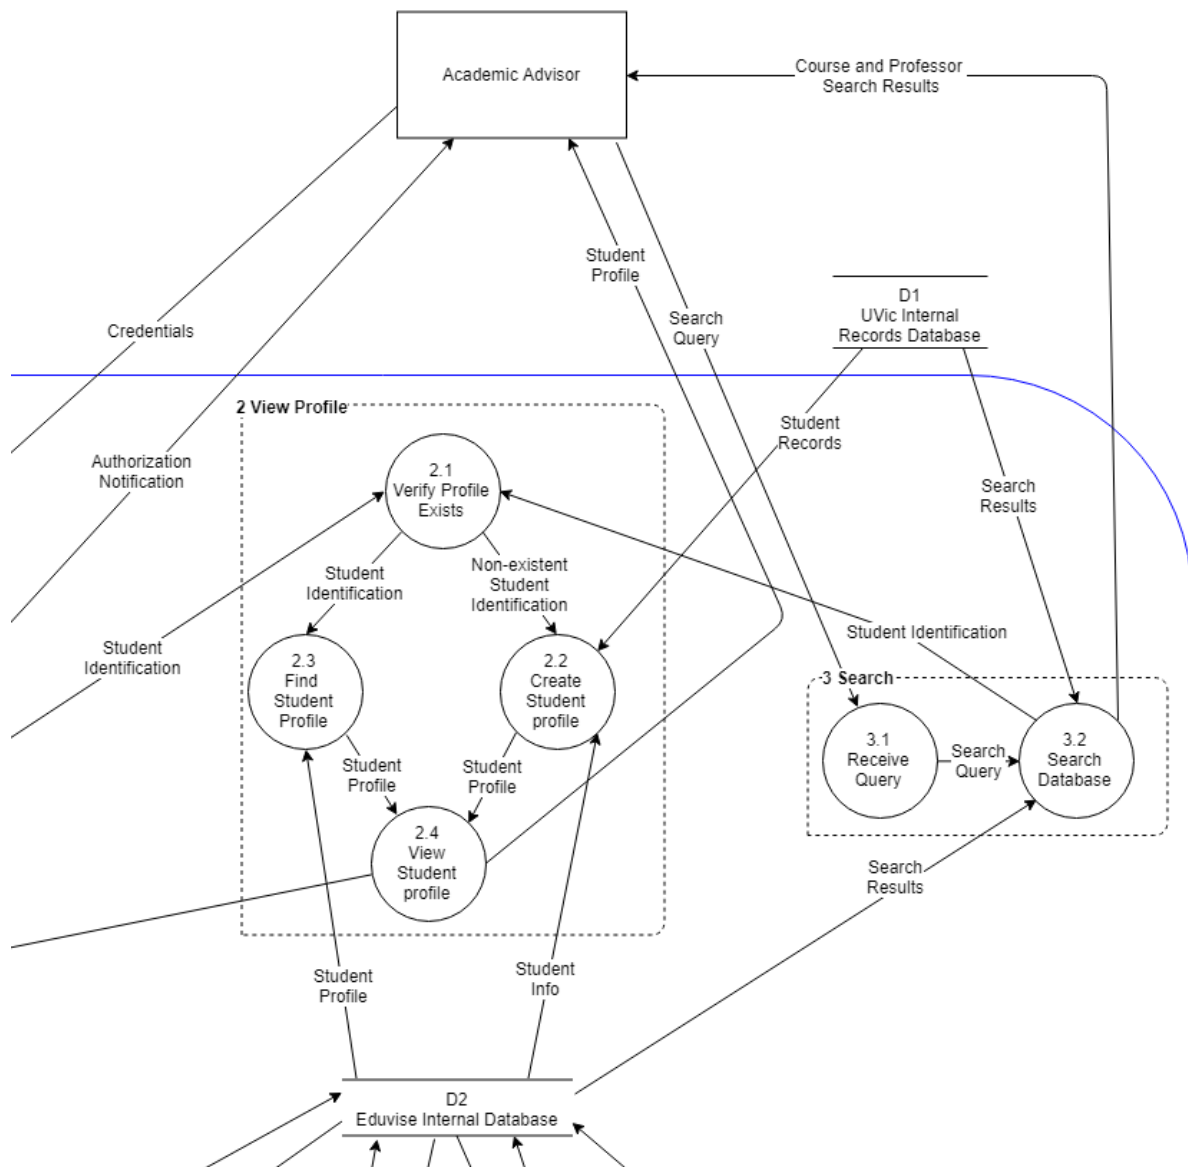 Academic Advisor
Course and Professor
Search Results
Student
Profile
Search
Query
D1
UVic Internal
Records Database
Credentials
2 View Profile
Student
Records
Authorization
Notification
2.1
Verify Profile
Exists
Search
Results
Student
Identification
Non-existent
Student
Identification
Student
Identification
Student Identification
2.3
Find
Student
Profile
2.2
Create
Student
profile
3 Search
3.1
Receive
Query
Search
Query
3.2
Search
Database
Student
Profile
Student
Profile
2.4
View
Student
profile
Search
Results
Student
Profile
Student
Info
D2
Eduvise Internal Database